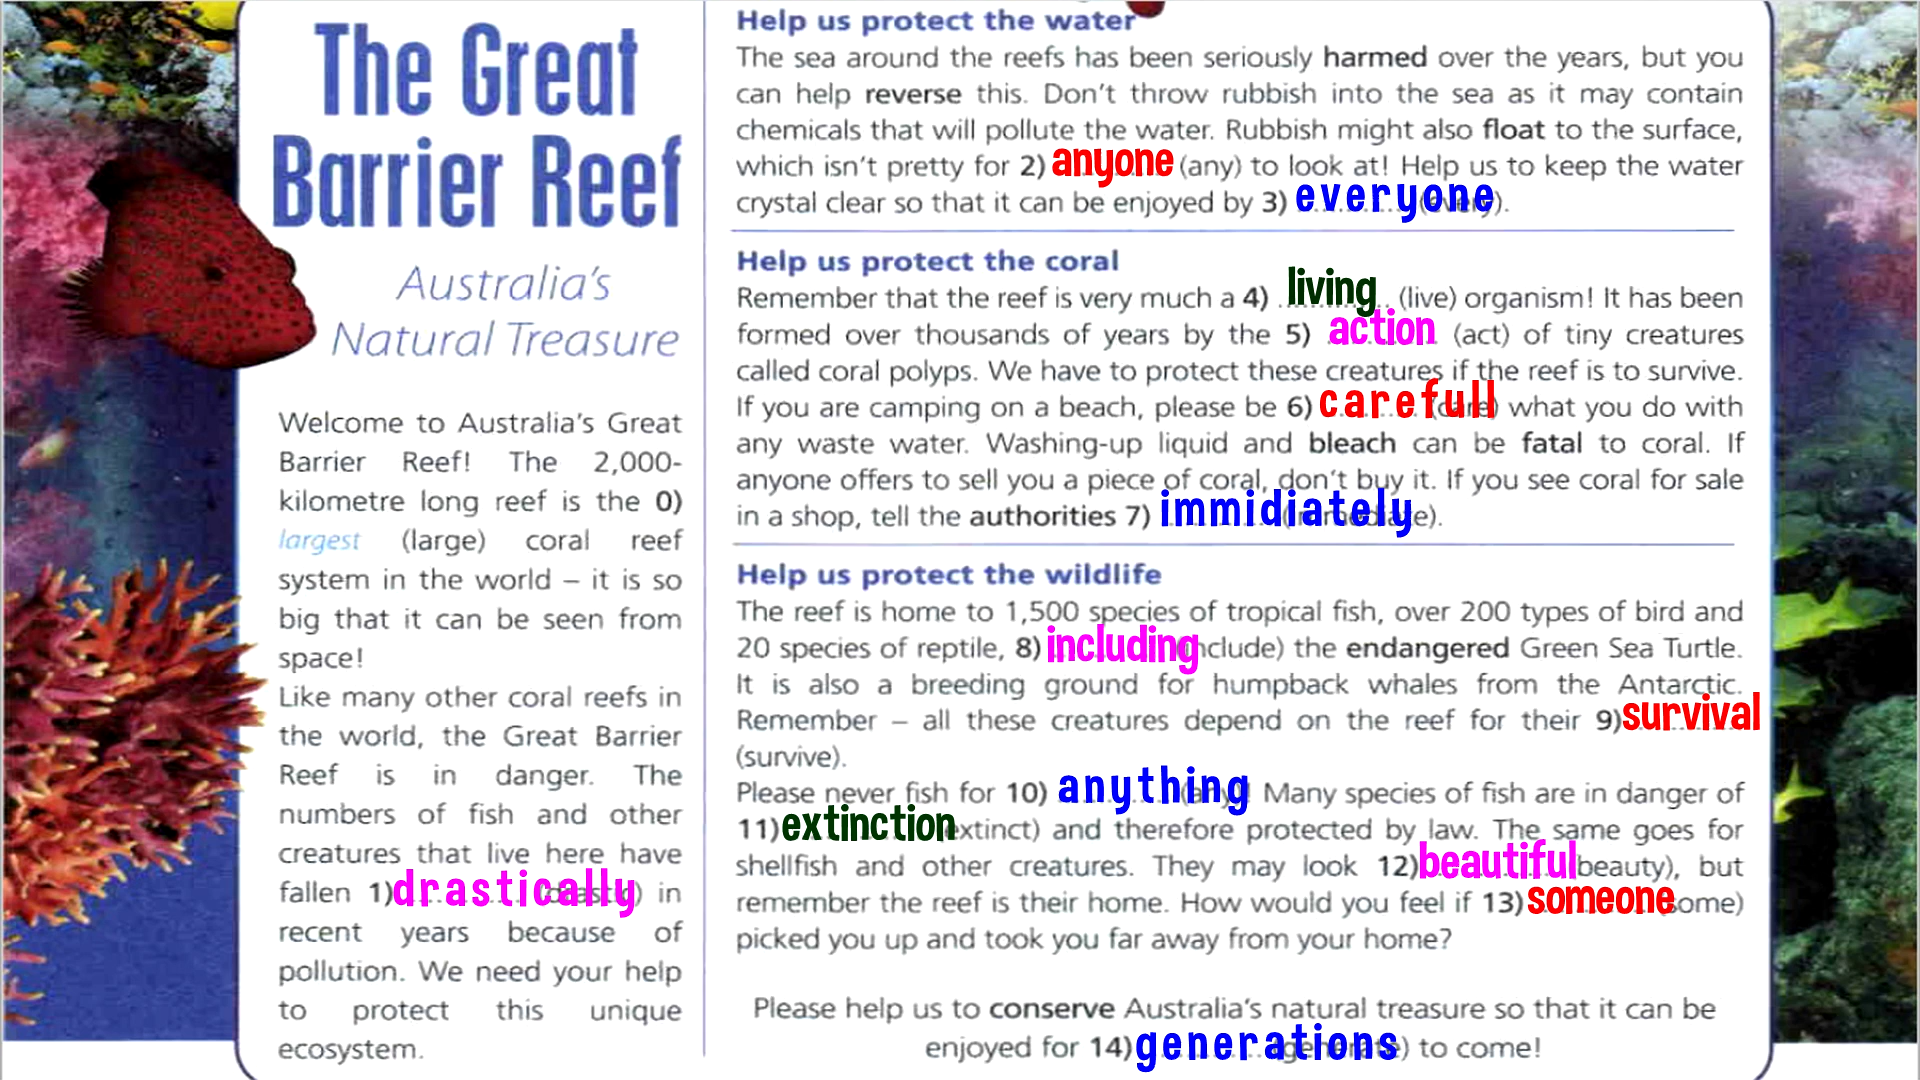 The Great
Barrier Reef
Australia's
Natural Treasure
Welcome to Australia's Great
Barrier Reef! The 2,000-
kilometre long reef is the 0)
largest (large) coral reef
system in the world – it is so
big that it can be seen from
space!
Like many other coral reefs in
the world, the Great Barrier
Reef is in danger. The
numbers of fish and other
creatures that live here have
fallen 1) drastically in
recent years because of
pollution. We need your help
to protect this unique
ecosystem.
Help us protect the water
The sea around the reefs has been seriously harmed over the years, but you
can help reverse this. Don't throw rubbish into the sea as it may contain
chemicals that will pollute the water. Rubbish might also float to the surface,
which isn't pretty for 2) anyone (any) to look at! Help us to keep the water
crystal clear so that it can be enjoyed by 3) everyone (every).
Help us protect the coral
Remember that the reef is very much a 4) living (live) organism! It has been
formed over thousands of years by the 5) action (act) of tiny creatures
called coral polyps. We have to protect these creatures if the reef is to survive.
If you are camping on a beach, please be 6) carefull (care) what you do with
any waste water. Washing-up liquid and bleach can be fatal to coral. If
anyone offers to sell you a piece of coral, don't buy it. If you see coral for sale
in a shop, tell the authorities 7) immidiately (immediate).
Help us protect the wildlife
The reef is home to 1,500 species of tropical fish, over 200 types of bird and
20 species of reptile, 8) including (include) the endangered Green Sea Turtle.
It is also a breeding ground for humpback whales from the Antarctic.
Remember – all these creatures depend on the reef for their 9) survival
(survive).
Please never fish for 10) anything (any)! Many species of fish are in danger of
11) extinction (extinct) and therefore protected by law. The same goes for
shellfish and other creatures. They may look 12) beautiful (beauty), but
remember the reef is their home. How would you feel if 13) someone (some)
picked you up and took you far away from your home?
Please help us to conserve Australia's natural treasure so that it can be
enjoyed for 14) generations (generate) to come!